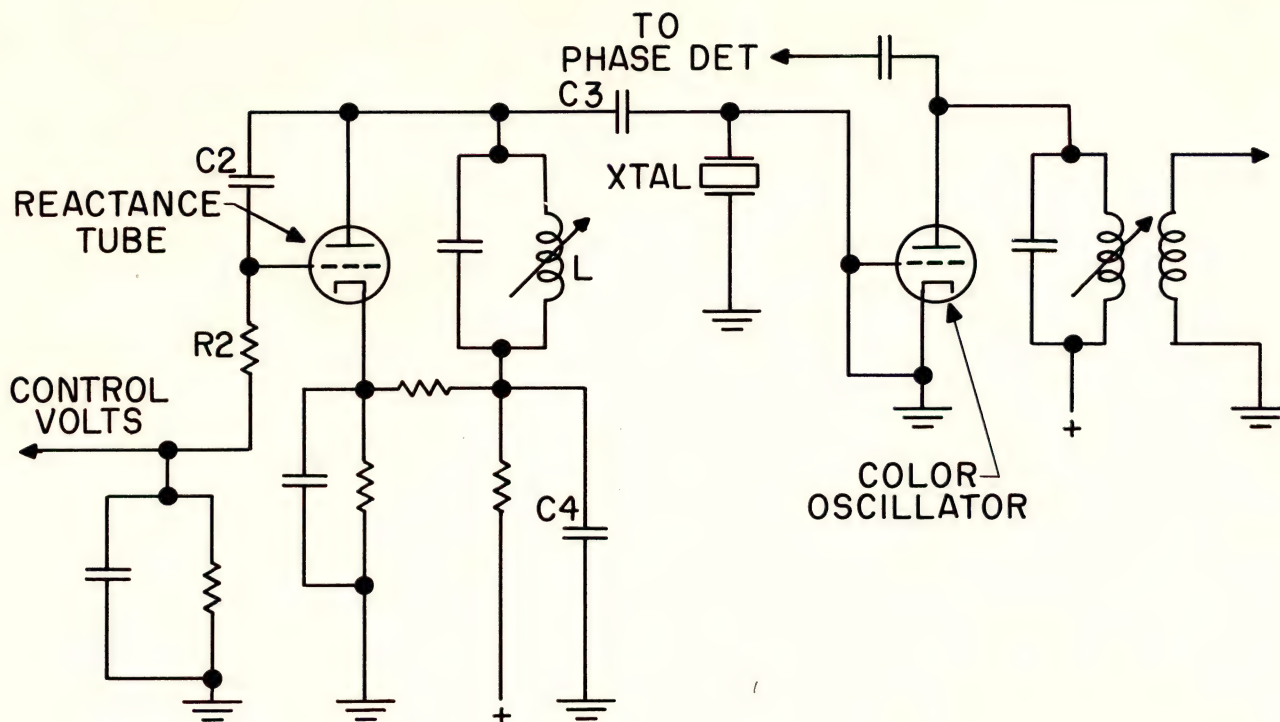 TO
PHASE DET
C3
C2
XTAL
REACTANCE
TUBE
L
R2
CONTROL
VOLTS
+
COLOR
OSCILLATOR
C4
+